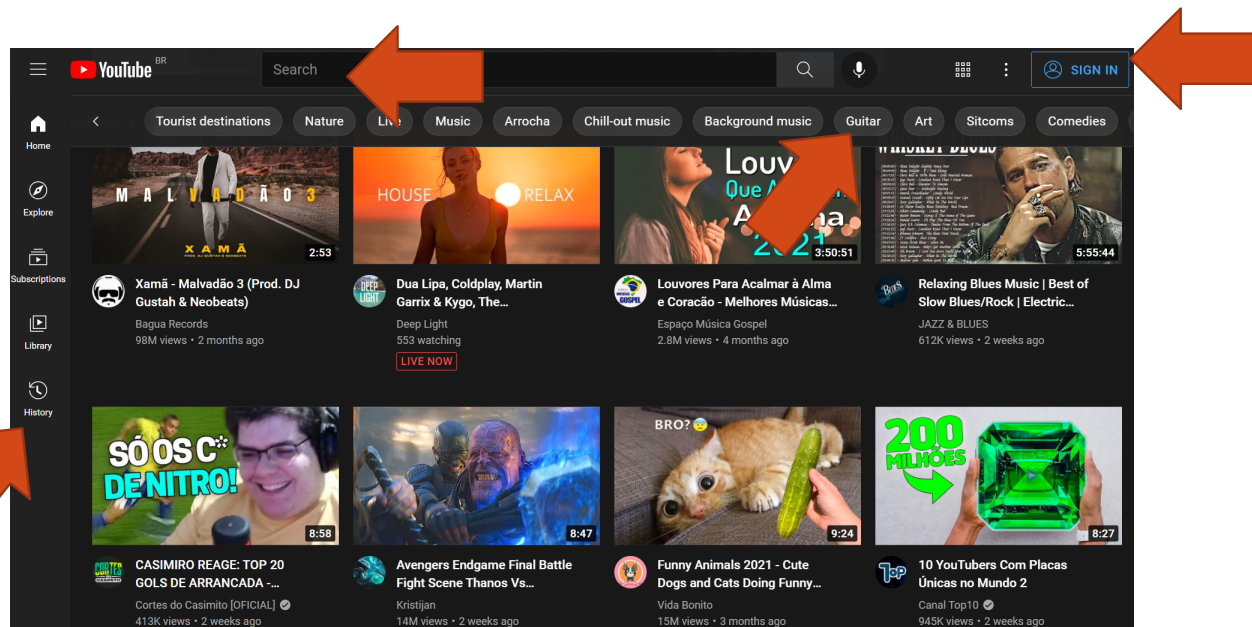 YouTube BR
Search
SIGN IN
Tourist destinations
Nature
Live
Music
Arrocha
Chill-out music
Background music
Guitar
Art
Sitcoms
Comedies
Home
Explore
Subscriptions
Library
History
MALVADÃO 3
XAMÃ
2:53
HOUSE RELAX
Louv
Que A
A ma
2021
3:50:51
WHISKEY BLUES
5:55:44
Xamã - Malvadão 3 (Prod. DJ
Gustah & Neobeats)
Bagua Records
98M views • 2 months ago
DEEP
LIGHT
Dua Lipa, Coldplay, Martin
Garrix & Kygo, The...
Deep Light
553 watching
LIVE NOW
GOSPEL
Louvores Para Acalmar à Alma
e Coracão - Melhores Músicas...
Espaço Música Gospel
2.8M views • 4 months ago
Relaxing Blues Music | Best of
Slow Blues/Rock | Electric...
JAZZ & BLUES
612K views • 2 weeks ago
SÓ OS C*
DE NITRO!
8:58
8:47
BRO?
9:24
200
MILHÕES
8:27
CORTES
CASIMIRO REAGE: TOP 20
GOLS DE ARRANCADA -...
Cortes do Casimito [OFICIAL]
413K views • 2 weeks ago
Avengers Endgame Final Battle
Fight Scene Thanos Vs...
Kristijan
14M views • 2 weeks ago
Funny Animals 2021 - Cute
Dogs and Cats Doing Funny...
Vida Bonito
15M views • 3 months ago
TOP
10 YouTubers Com Placas
Únicas no Mundo 2
Canal Top10
945K views • 2 weeks ago